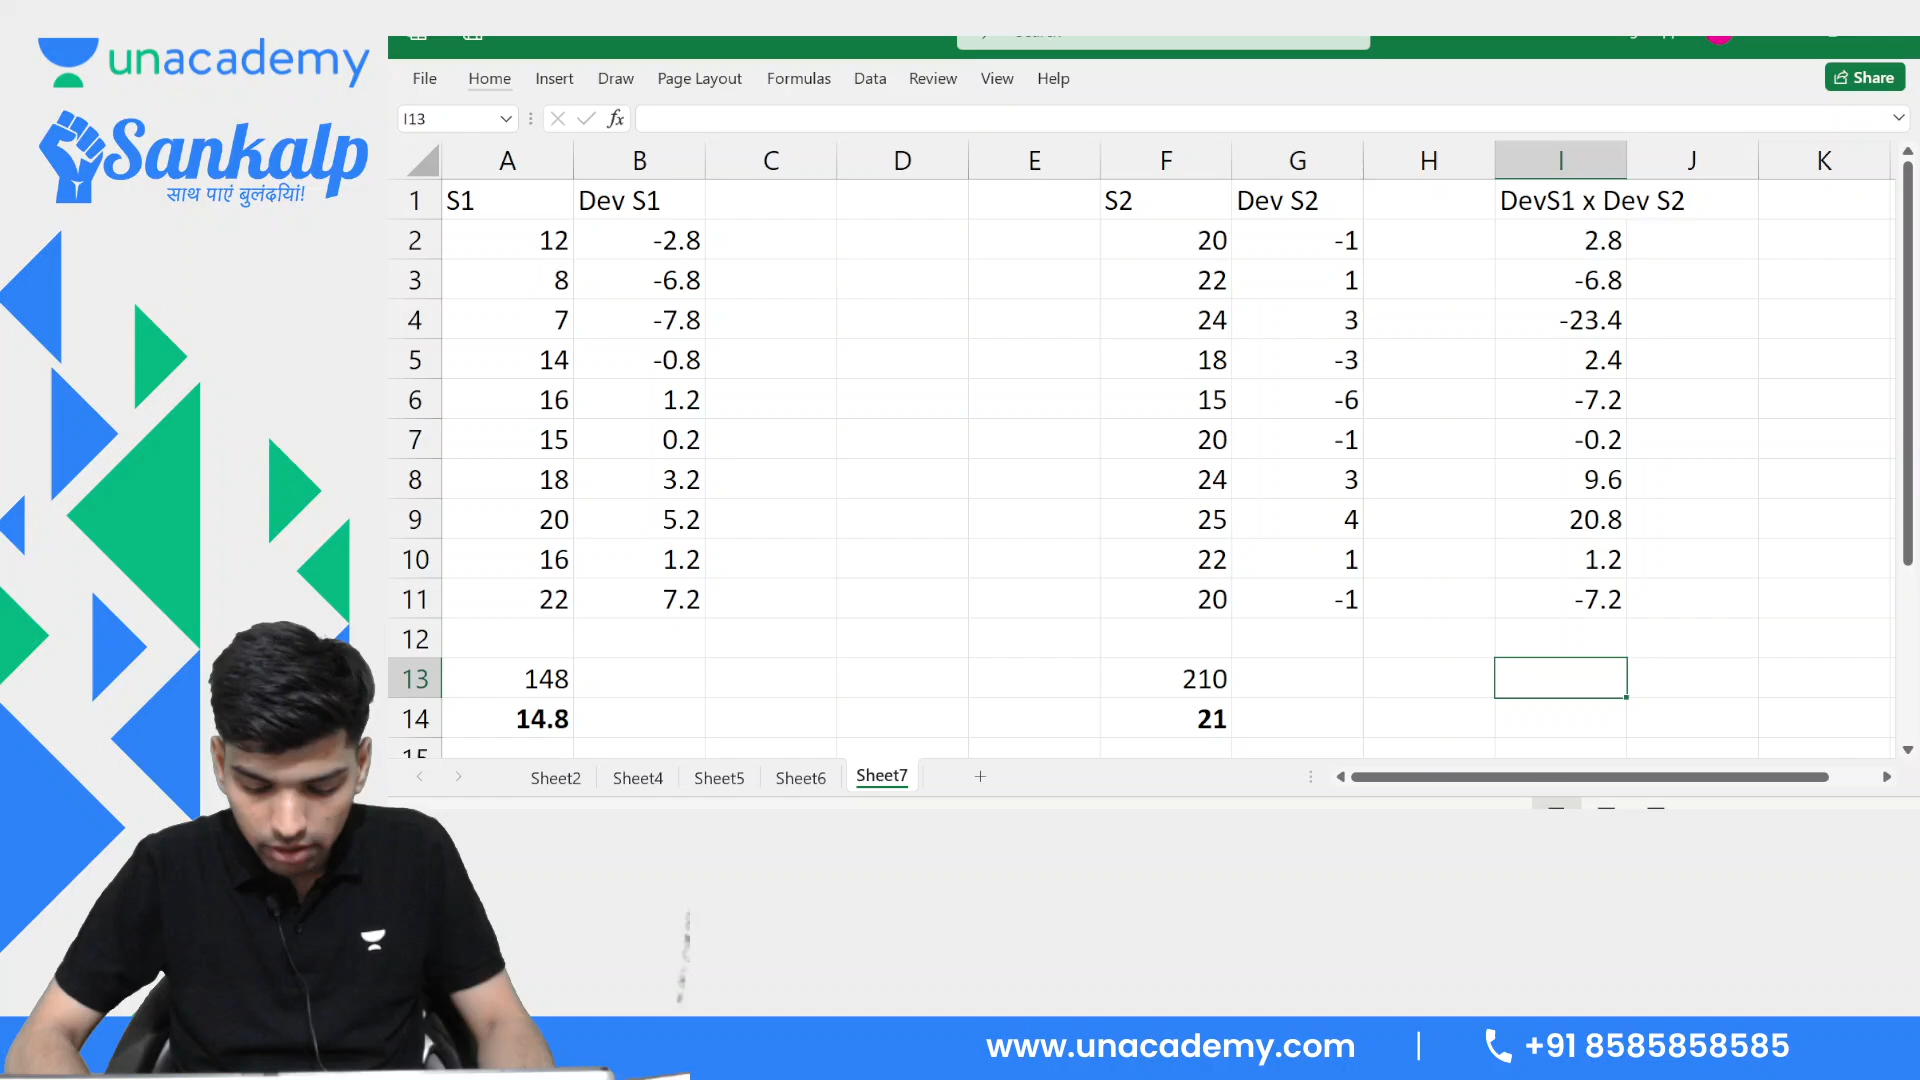 unacademy
Sankalp
साथ पाएं बुलंदियां!
File Home Insert Draw Page Layout Formulas Data Review View Help Share
I13 fx
A B C D E F G H I J K
1 S1 Dev S1 S2 Dev S2 DevS1 x Dev S2
2 12 -2.8 20 -1 2.8
3 8 -6.8 22 1 -6.8
4 7 -7.8 24 3 -23.4
5 14 -0.8 18 -3 2.4
6 16 1.2 15 -6 -7.2
7 15 0.2 20 -1 -0.2
8 18 3.2 24 3 9.6
9 20 5.2 25 4 20.8
10 16 1.2 22 1 1.2
11 22 7.2 20 -1 -7.2
12
13 148 210
14 14.8 21
Sheet2 Sheet4 Sheet5 Sheet6 Sheet7
www.unacademy.com | +91 8585858585